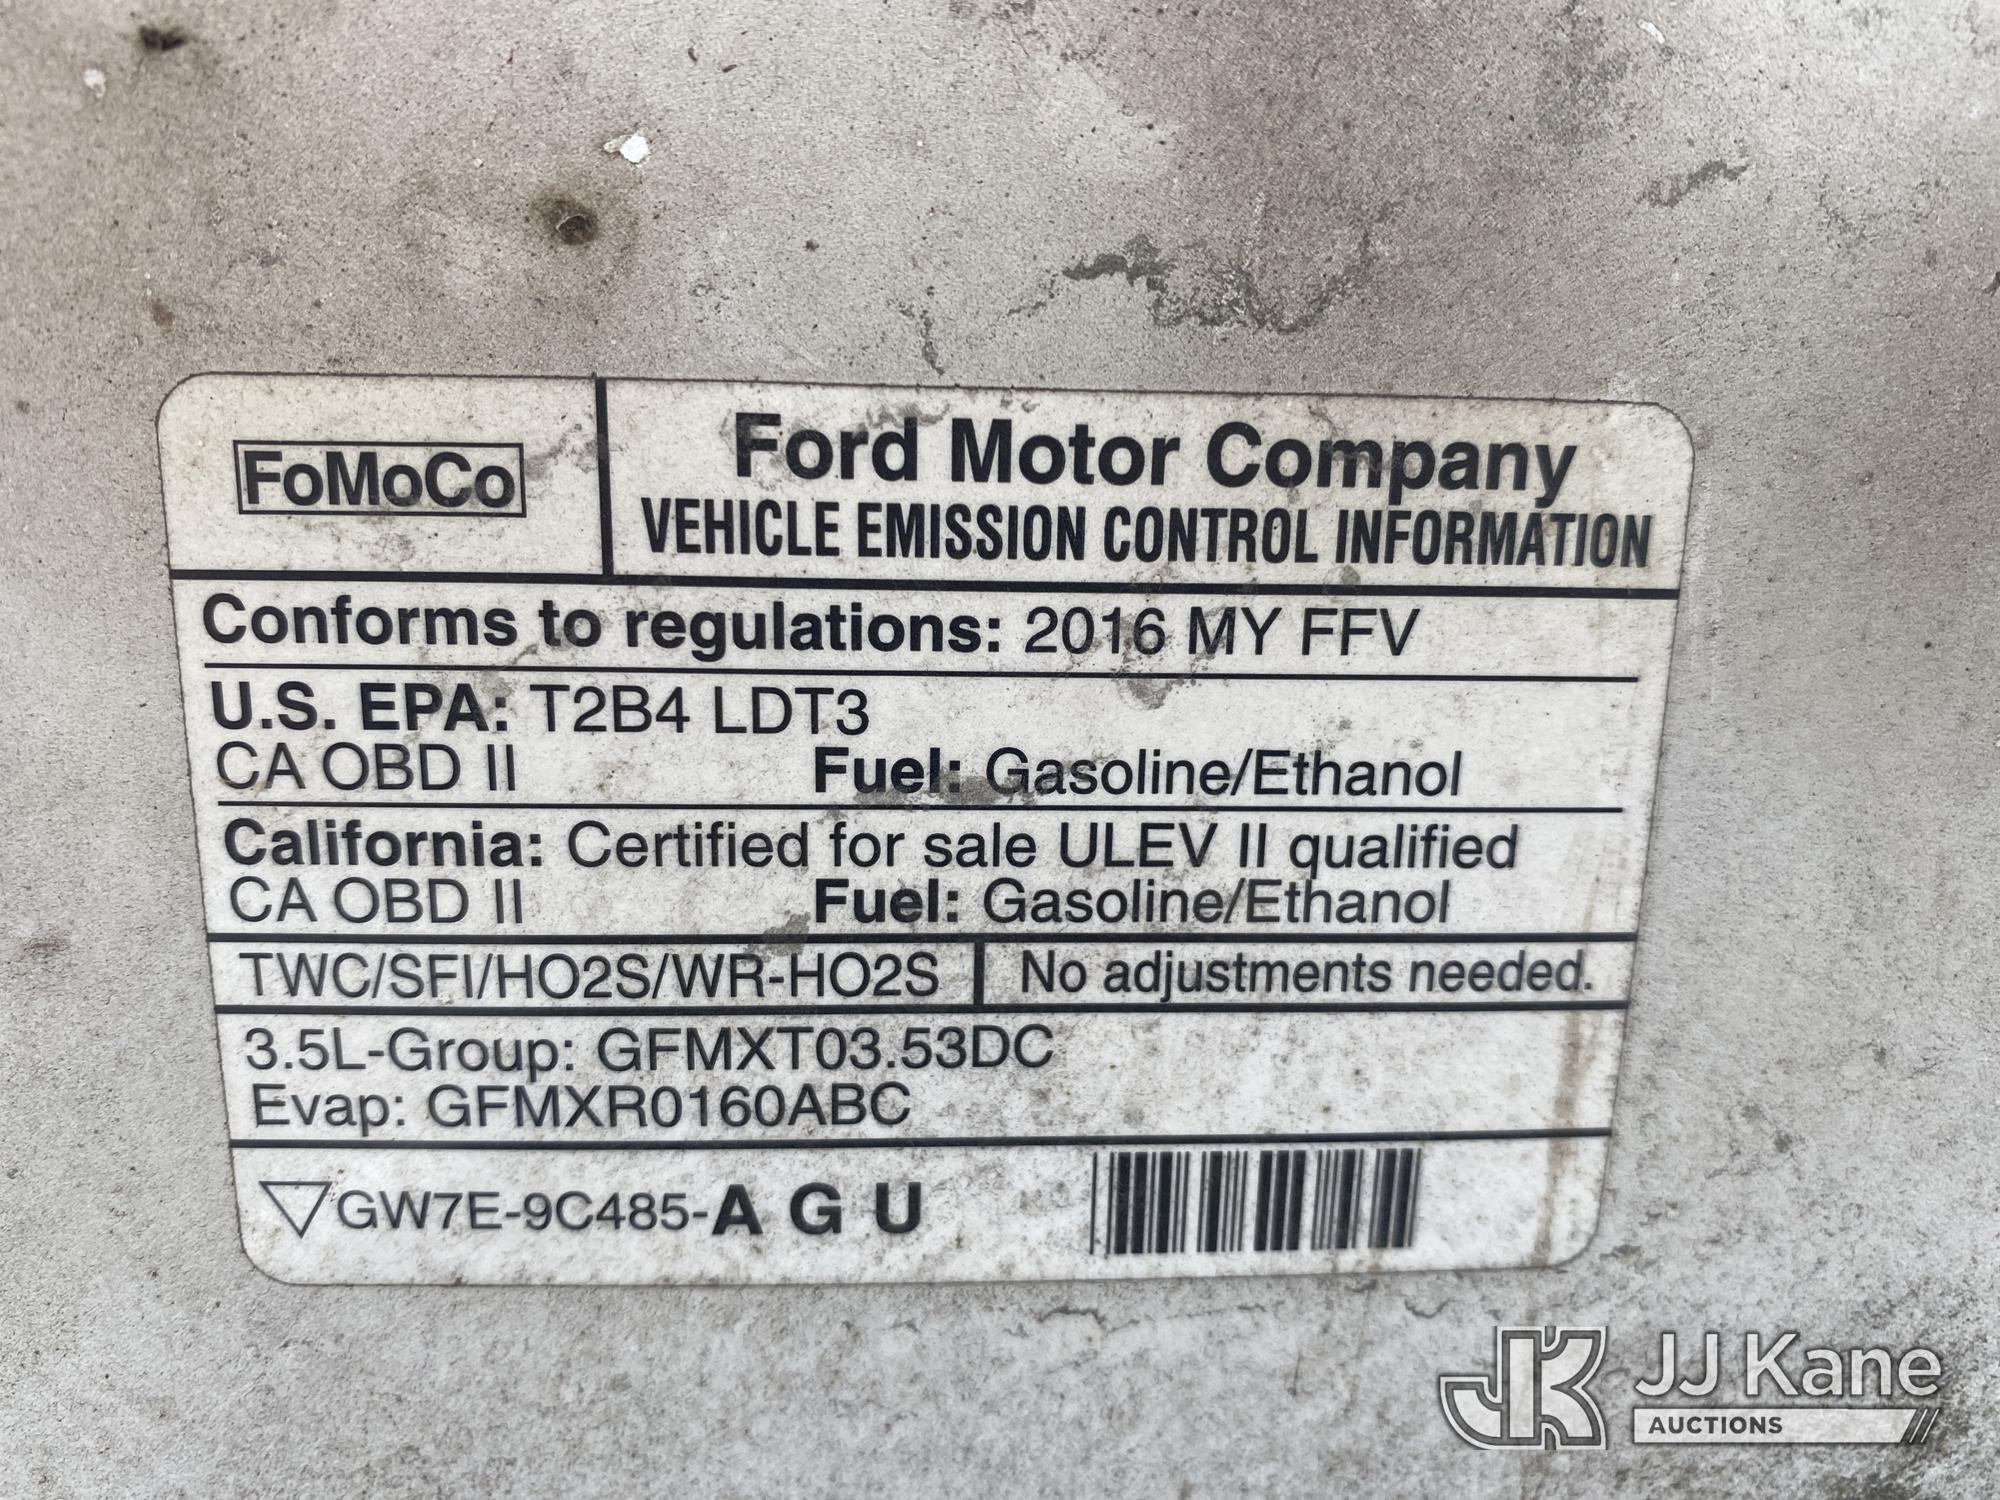 FoMoCo
Ford Motor Company
VEHICLE EMISSION CONTROL INFORMATION
Conforms to regulations: 2016 MY FFV
U.S. EPA: T2B4 LDT3
CA OBD II Fuel: Gasoline/Ethanol
California: Certified for sale ULEV II qualified
CA OBD II Fuel: Gasoline/Ethanol
TWC/SFI/HO2S/WR-HO2S No adjustments needed.
3.5L-Group: GFMXT03.53DC
Evap: GFMXR0160ABC
GW7E-9C485-A G U
JK JJ Kane
AUCTIONS